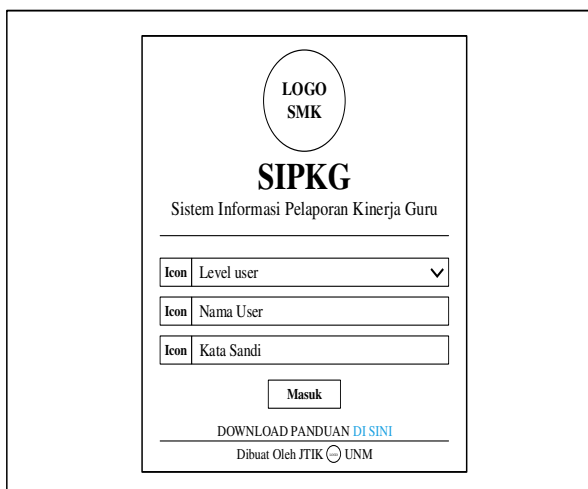 LOGO
SMK
SIPKG
Sistem Informasi Pelaporan Kinerja Guru
Icon Level user
Icon Nama User
Icon Kata Sandi
Masuk
DOWNLOAD PANDUAN DI SINI
Dibuat Oleh JTIK UNM